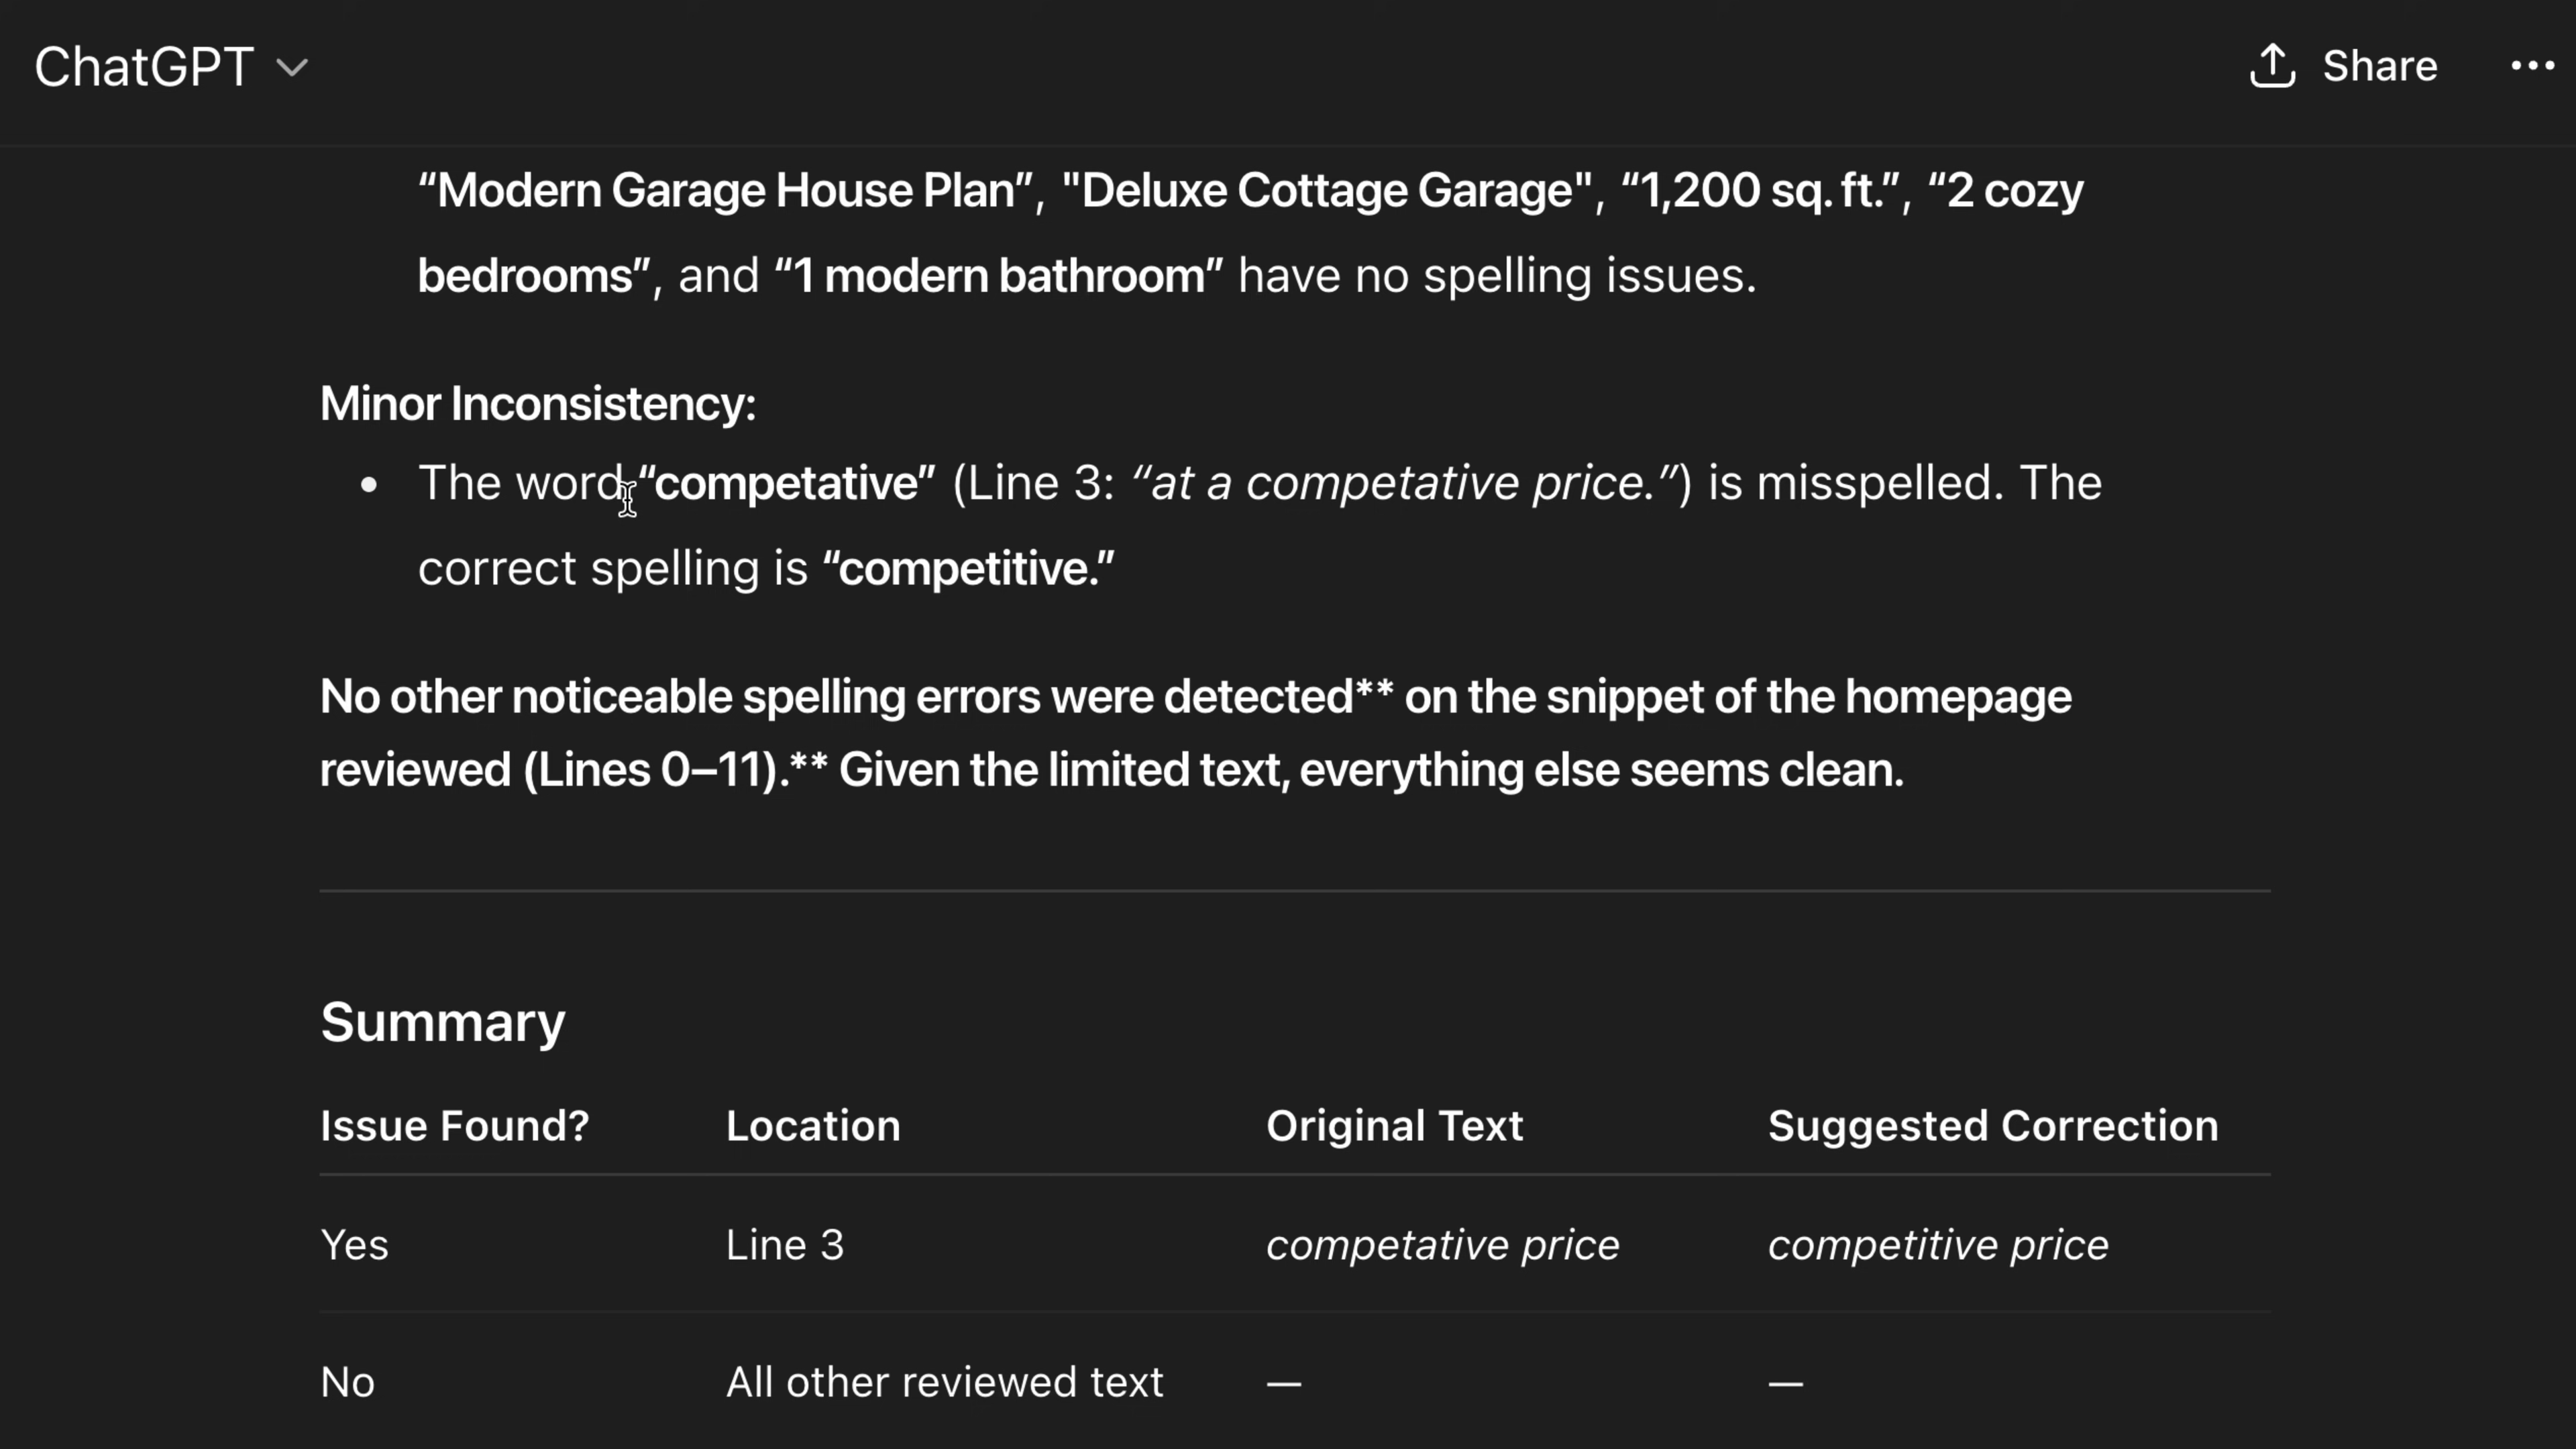 ChatGPT
Share
“Modern Garage House Plan”, "Deluxe Cottage Garage", “1,200 sq. ft.”, “2 cozy
bedrooms”, and “1 modern bathroom” have no spelling issues.
Minor Inconsistency:
• The word “competative” (Line 3: “at a competative price.”) is misspelled. The
correct spelling is “competitive.”
No other noticeable spelling errors were detected** on the snippet of the homepage
reviewed (Lines 0–11).** Given the limited text, everything else seems clean.
Summary
Issue Found? Location Original Text Suggested Correction
Yes Line 3 competative price competitive price
No All other reviewed text — —